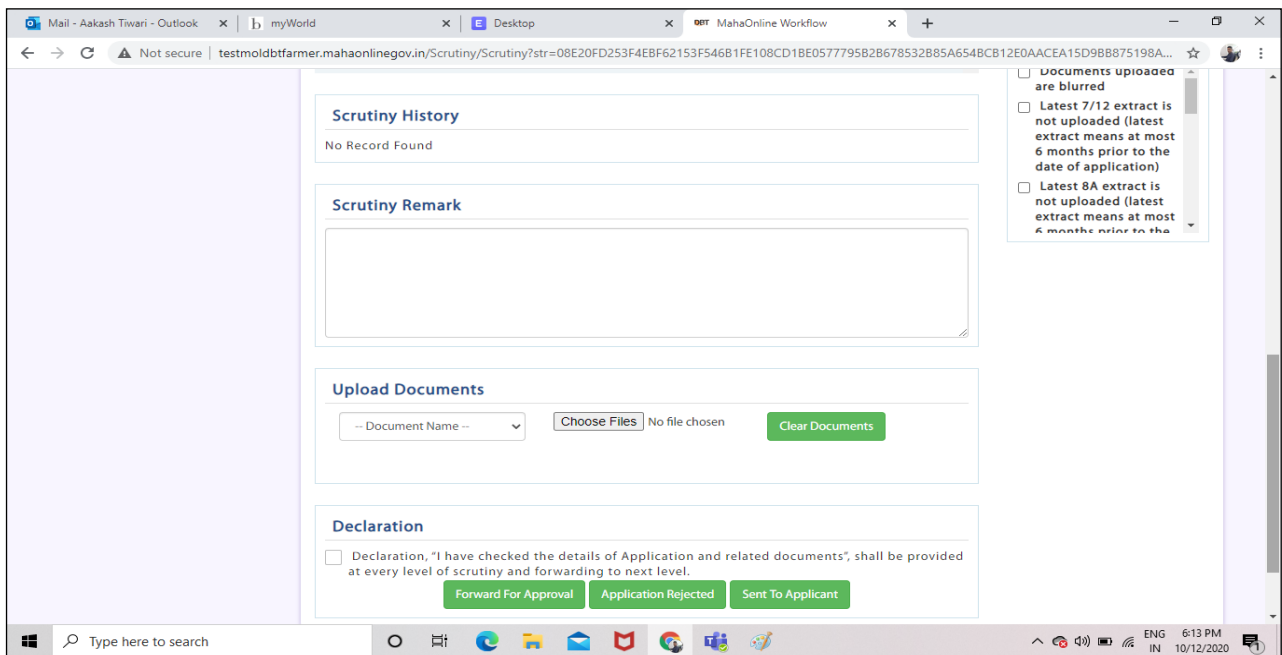 Mail - Aakash Tiwari - Outlook
myWorld
E Desktop
DBT MahaOnline Workflow
Not secure | testmoldbtfarmer.mahaonlinegov.in/Scrutiny/Scrutiny?str=08E20FD253F4EBF62153F546B1FE108CD1BE0577795B2B678532B85A654BCB12E0AACEA15D9BB875198A...
Documents uploaded
are blurred
Latest 7/12 extract is
not uploaded (latest
extract means at most
6 months prior to the
date of application)
Latest 8A extract is
not uploaded (latest
extract means at most
6 months prior to the
Scrutiny History
No Record Found
Scrutiny Remark
Upload Documents
-- Document Name --
Choose Files No file chosen
Clear Documents
Declaration
Declaration, "I have checked the details of Application and related documents", shall be provided
at every level of scrutiny and forwarding to next level.
Forward For Approval
Application Rejected
Sent To Applicant
Type here to search
ENG
IN
6:13 PM
10/12/2020